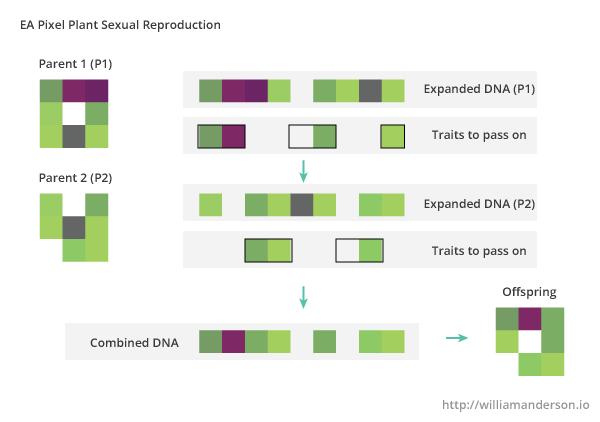 EA Pixel Plant Sexual Reproduction
Parent 1 (P1)
Expanded DNA (P1)
Traits to pass on
Parent 2 (P2)
Expanded DNA (P2)
Traits to pass on
Offspring
Combined DNA
http://williamanderson.io